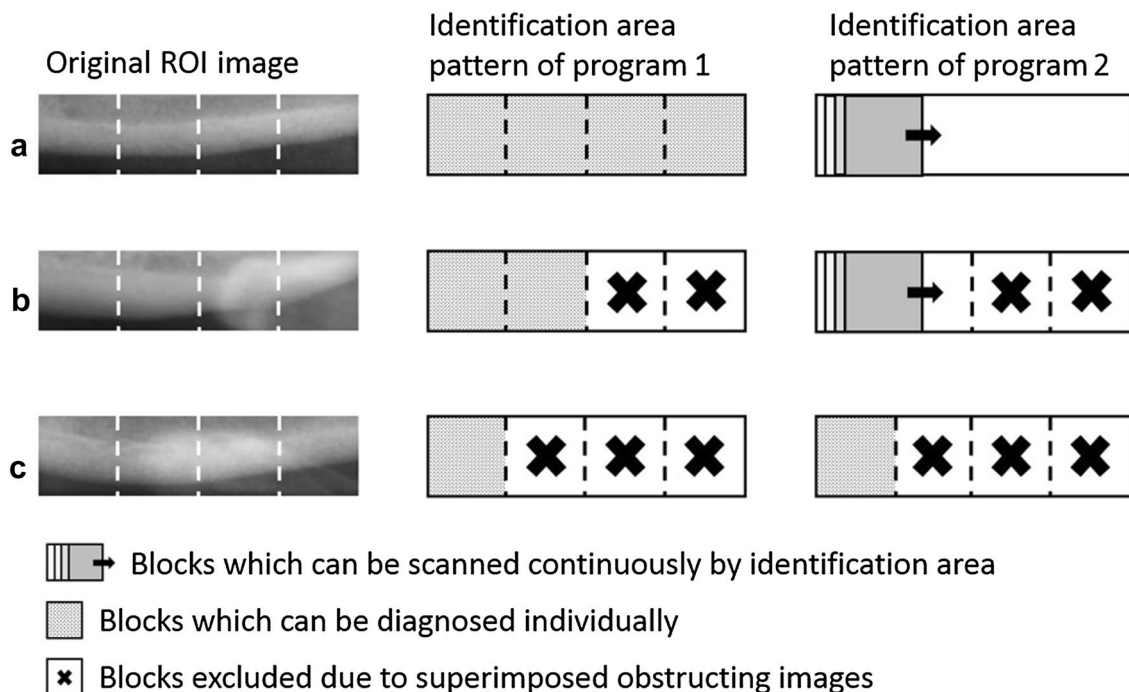 Original ROI image
Identification area
pattern of program 1
Identification area
pattern of program 2
a
b
c
Blocks which can be scanned continuously by identification area
Blocks which can be diagnosed individually
Blocks excluded due to superimposed obstructing images